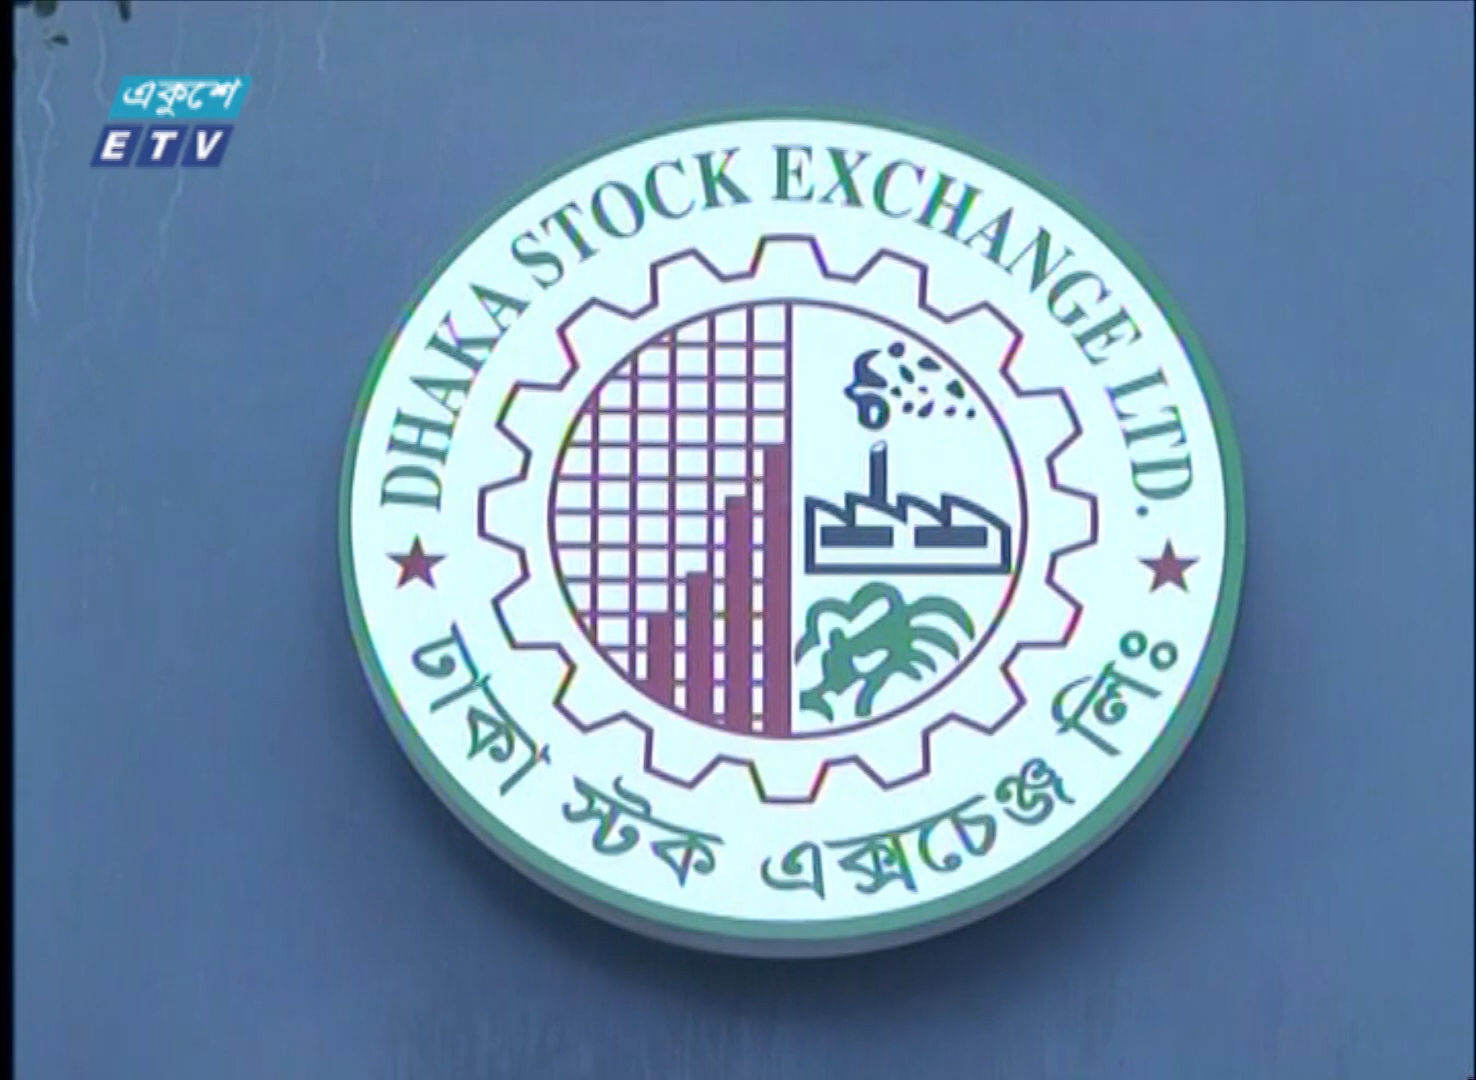 একুশে
ETV
DHAKA STOCK EXCHANGE LTD.
ঢাকা স্টক এক্সচেঞ্জ লিঃ